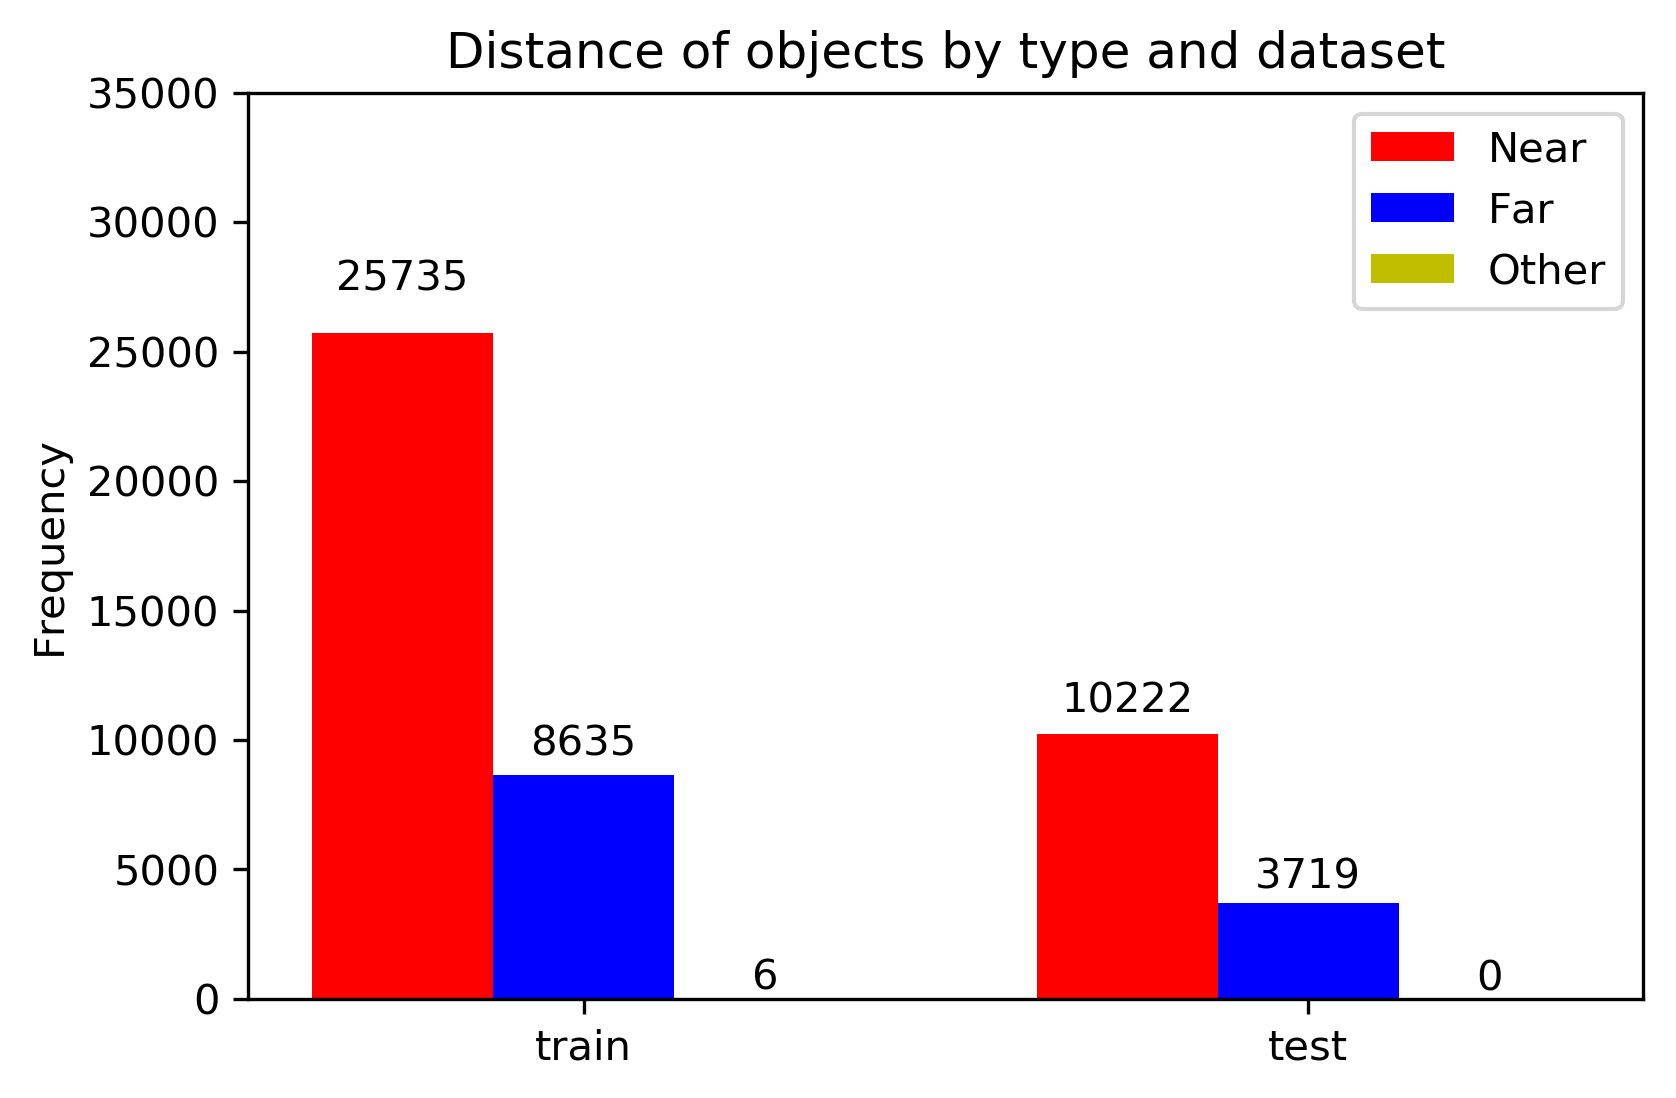 Distance of objects by type and dataset
35000
30000
25000
20000
15000
10000
5000
0
Frequency
25735
8635
6
10222
3719
0
train
test
Near
Far
Other